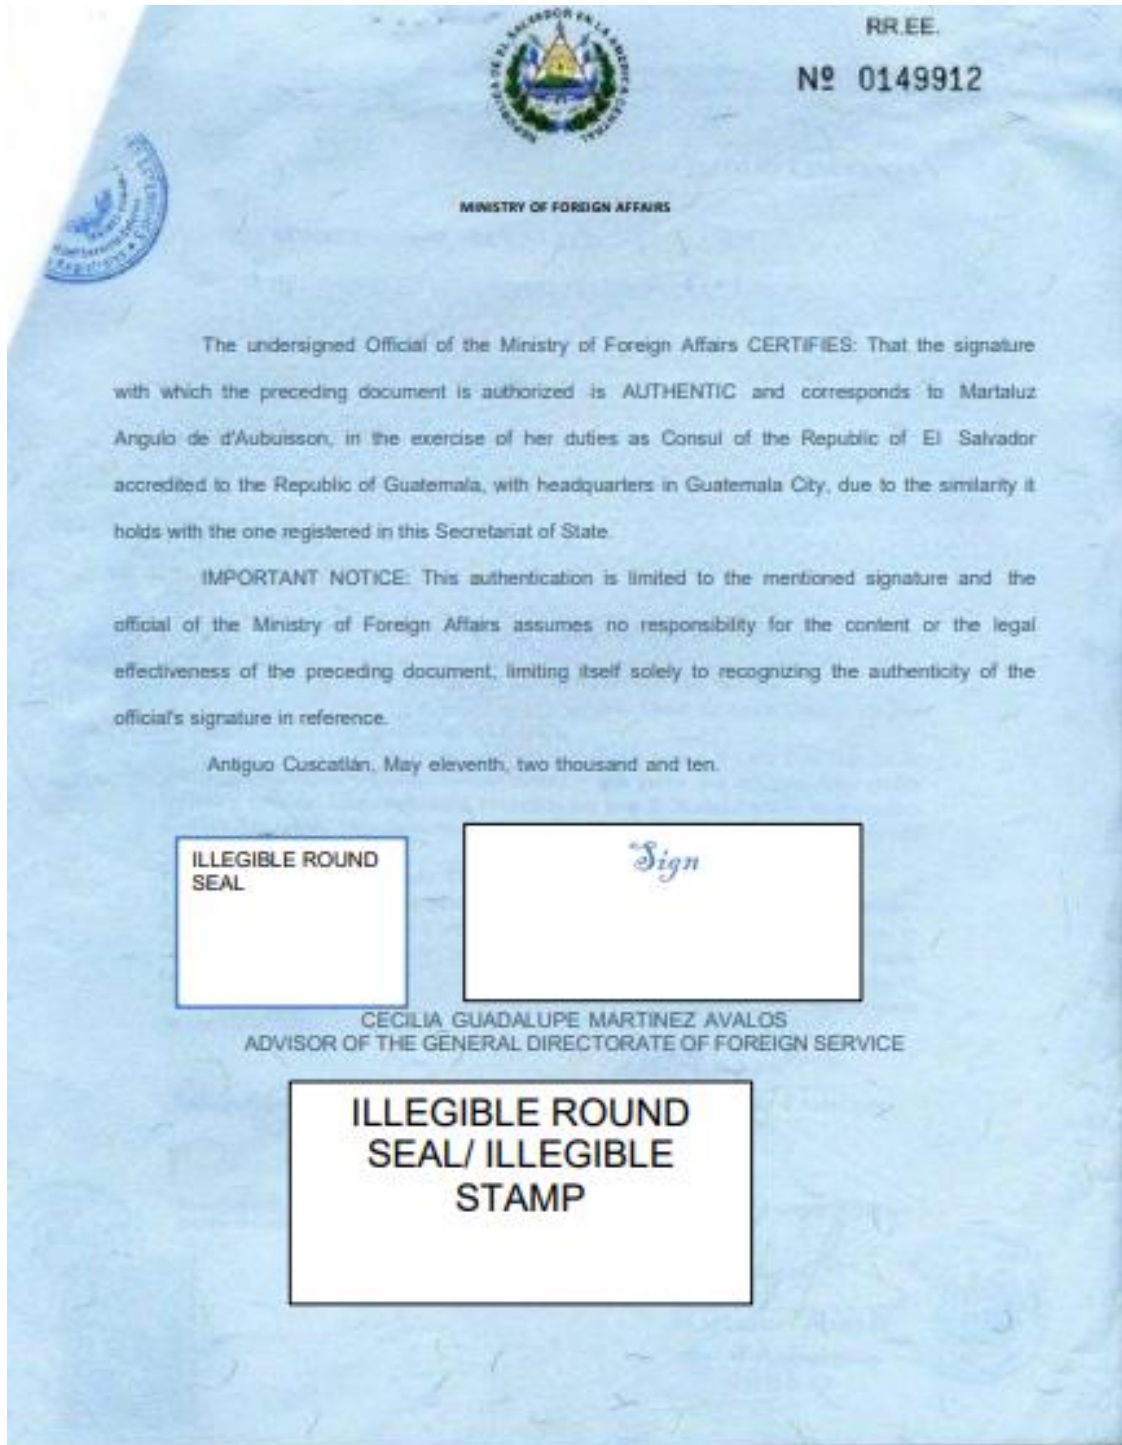 REPÚBLICA DE EL SALVADOR EN LA AMÉRICA CENTRAL
RR.EE.
Nº 0149912
MINISTRY OF FOREIGN AFFAIRS
The undersigned Official of the Ministry of Foreign Affairs CERTIFIES: That the signature
with which the preceding document is authorized is AUTHENTIC and corresponds to Martaluz
Angulo de d'Aubuisson, in the exercise of her duties as Consul of the Republic of El Salvador
accredited to the Republic of Guatemala, with headquarters in Guatemala City, due to the similarity it
holds with the one registered in this Secretariat of State.
IMPORTANT NOTICE: This authentication is limited to the mentioned signature and the
official of the Ministry of Foreign Affairs assumes no responsibility for the content or the legal
effectiveness of the preceding document, limiting itself solely to recognizing the authenticity of the
official's signature in reference.
Antiguo Cuscatlán, May eleventh, two thousand and ten.
ILLEGIBLE ROUND
SEAL
Sign
CECILIA GUADALUPE MARTINEZ AVALOS
ADVISOR OF THE GENERAL DIRECTORATE OF FOREIGN SERVICE
ILLEGIBLE ROUND
SEAL/ ILLEGIBLE
STAMP